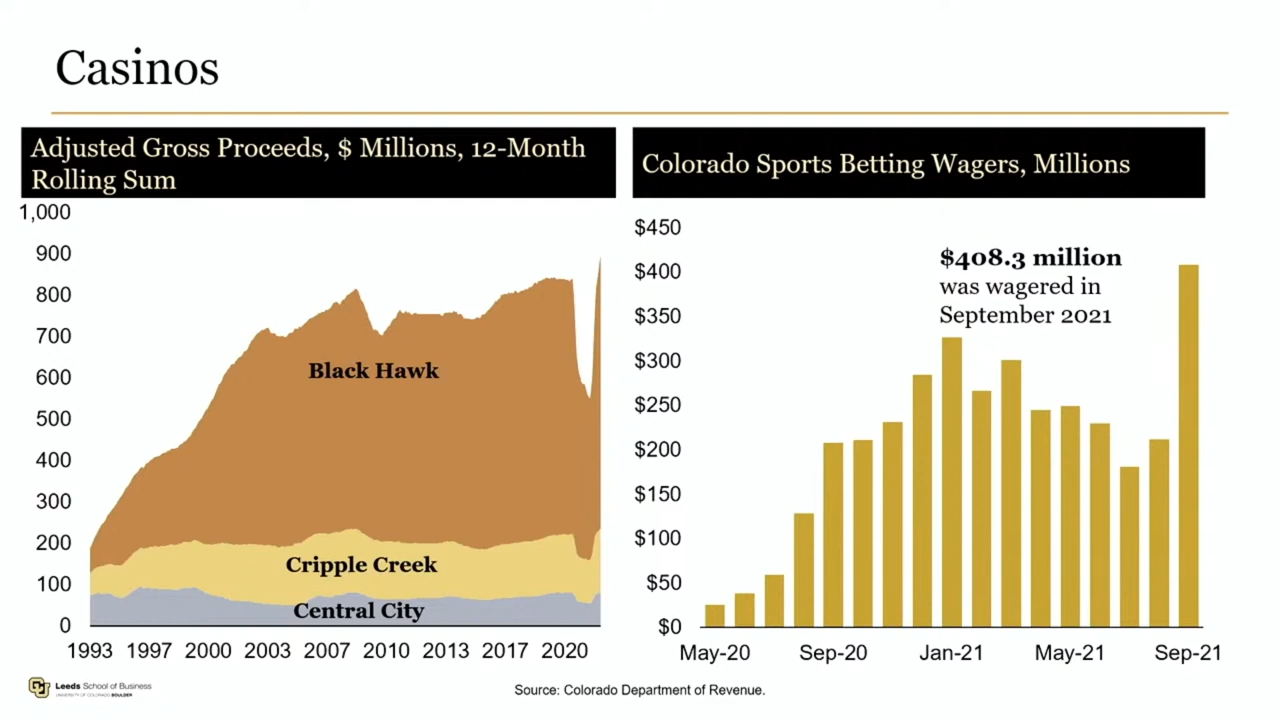 Casinos
Adjusted Gross Proceeds, $ Millions, 12-Month
Rolling Sum
1,000
900
800
700
600
500
400
300
200
100
0
Black Hawk
Cripple Creek
Central City
1993 1997 2000 2003 2007 2010 2013 2017 2020
Colorado Sports Betting Wagers, Millions
$450
$400
$350
$300
$250
$200
$150
$100
$50
$0
$408.3 million
was wagered in
September 2021
May-20 Sep-20 Jan-21 May-21 Sep-21
Leeds School of Business
UNIVERSITY OF COLORADO BOULDER
Source: Colorado Department of Revenue.